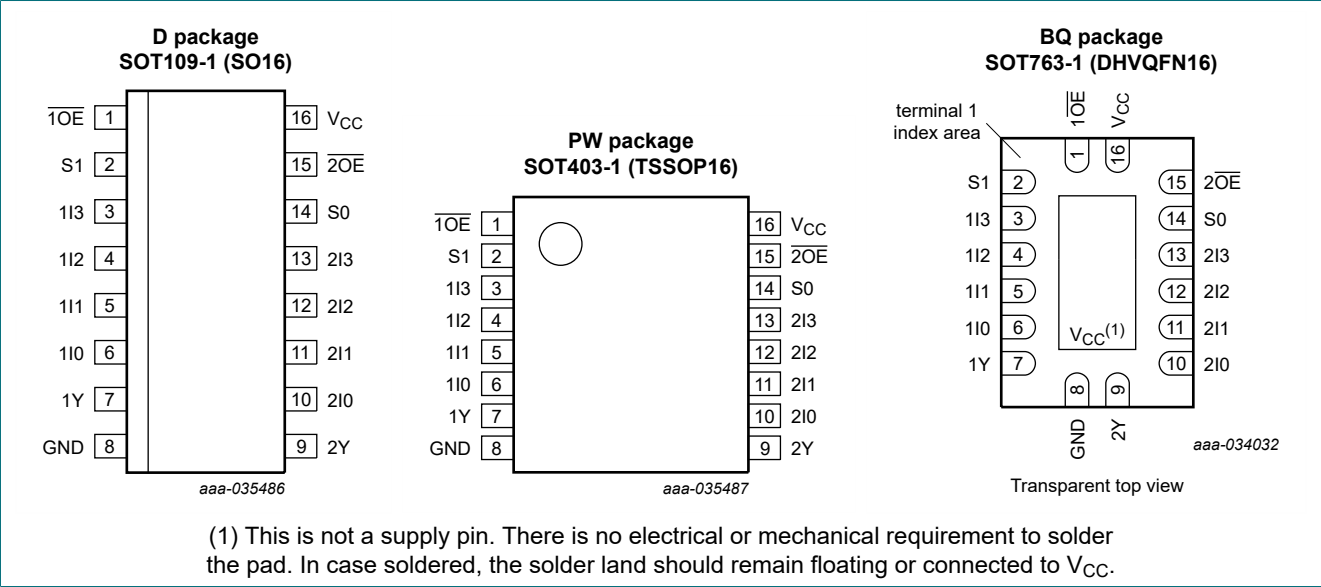 D package
SOT109-1 (SO16)
1O̅E̅ 1
S1 2
1I3 3
1I2 4
1I1 5
1I0 6
1Y 7
GND 8
16 VCC
15 2O̅E̅
14 S0
13 2I3
12 2I2
11 2I1
10 2I0
9 2Y
aaa-035486
PW package
SOT403-1 (TSSOP16)
1O̅E̅ 1
S1 2
1I3 3
1I2 4
1I1 5
1I0 6
1Y 7
GND 8
16 VCC
15 2O̅E̅
14 S0
13 2I3
12 2I2
11 2I1
10 2I0
9 2Y
aaa-035487
BQ package
SOT763-1 (DHVQFN16)
terminal 1
index area
1O̅E̅ 1
VCC 16
S1 2
1I3 3
1I2 4
1I1 5
1I0 6
1Y 7
15 2O̅E̅
14 S0
13 2I3
12 2I2
11 2I1
10 2I0
VCC(1)
8 GND
9 2Y
aaa-034032
Transparent top view
(1) This is not a supply pin. There is no electrical or mechanical requirement to solder
the pad. In case soldered, the solder land should remain floating or connected to VCC.